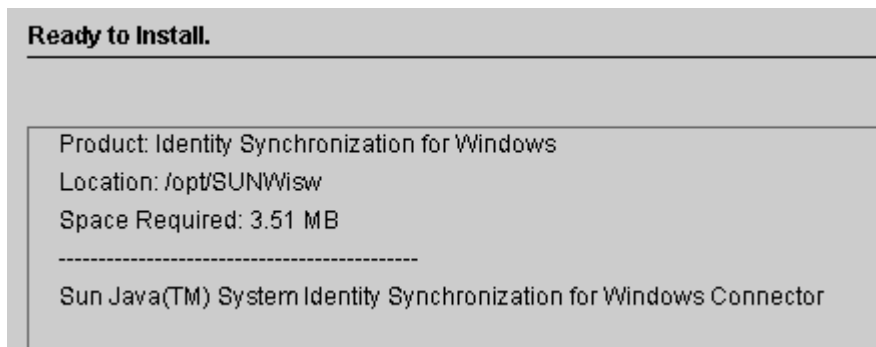 Ready to Install.
Product: Identity Synchronization for Windows
Location: /opt/SUNWisw
Space Required: 3.51 MB
---------------------------------------------
Sun Java(TM) System Identity Synchronization for Windows Connector